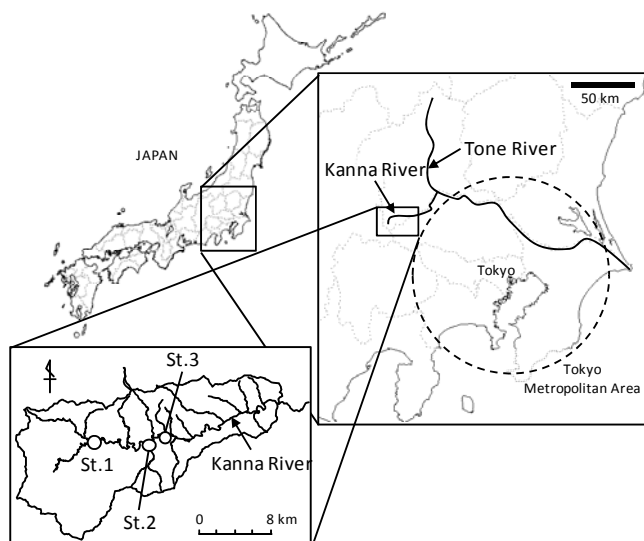 JAPAN
50 km
Tone River
Kanna River
Tokyo
Tokyo
Metropolitan Area
St.3
Kanna River
St.1
St.2
0 8 km